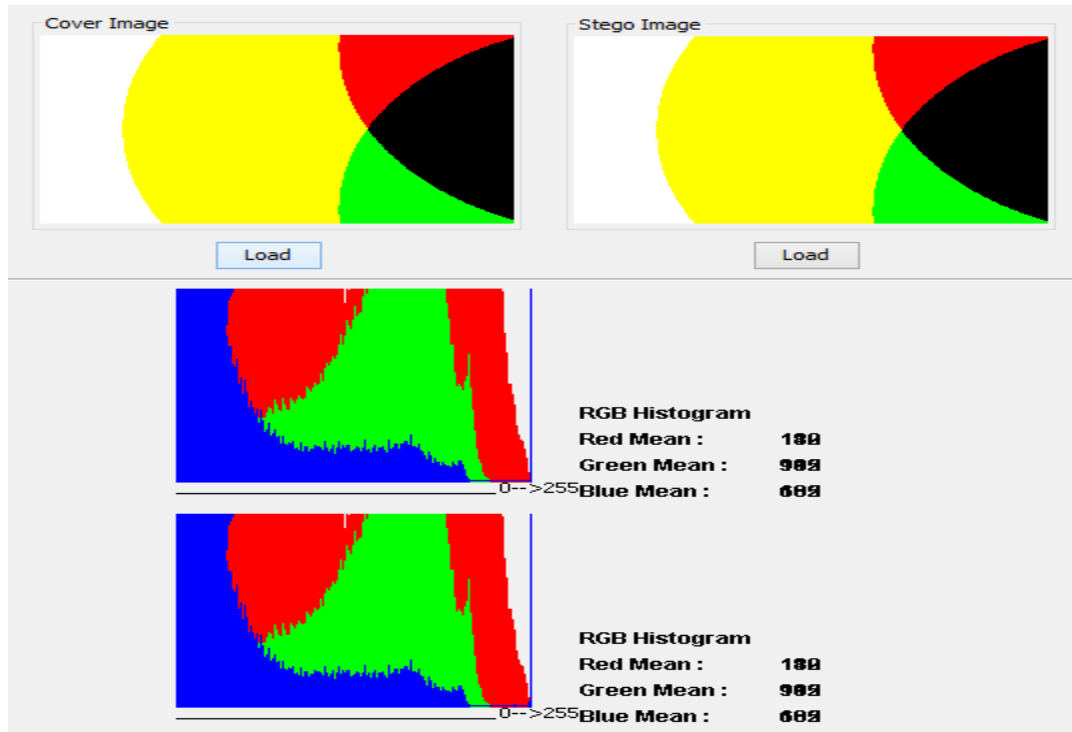 Cover Image
Stego Image
Load
Load
RGB Histogram
Red Mean :
Green Mean :
0-->255
Blue Mean :
RGB Histogram
Red Mean :
Green Mean :
0-->255
Blue Mean :